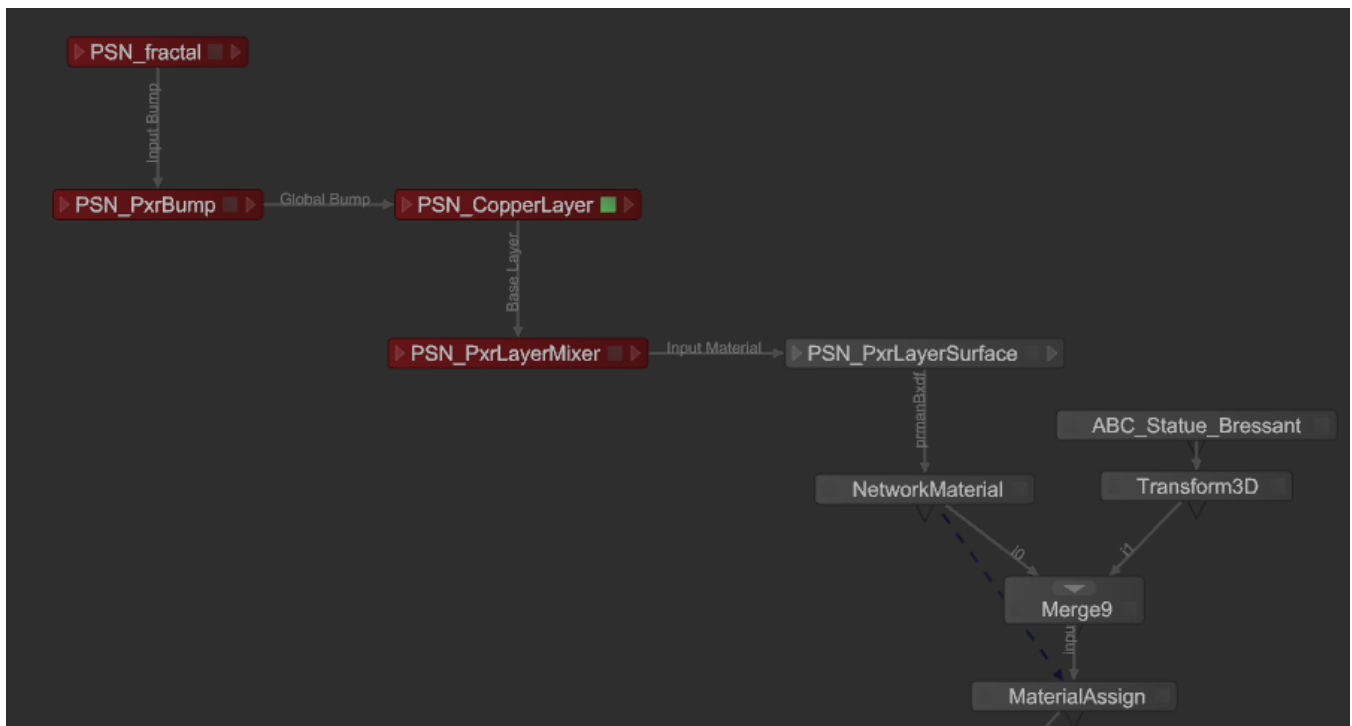 PSN_fractal
Input Bump
PSN_PxrBump
Global Bump
PSN_CopperLayer
Base Layer
PSN_PxrLayerMixer
Input Material
PSN_PxrLayerSurface
prmanBxdf
ABC_Statue_Bressant
NetworkMaterial
Transform3D
i0
i1
Merge9
input
MaterialAssign